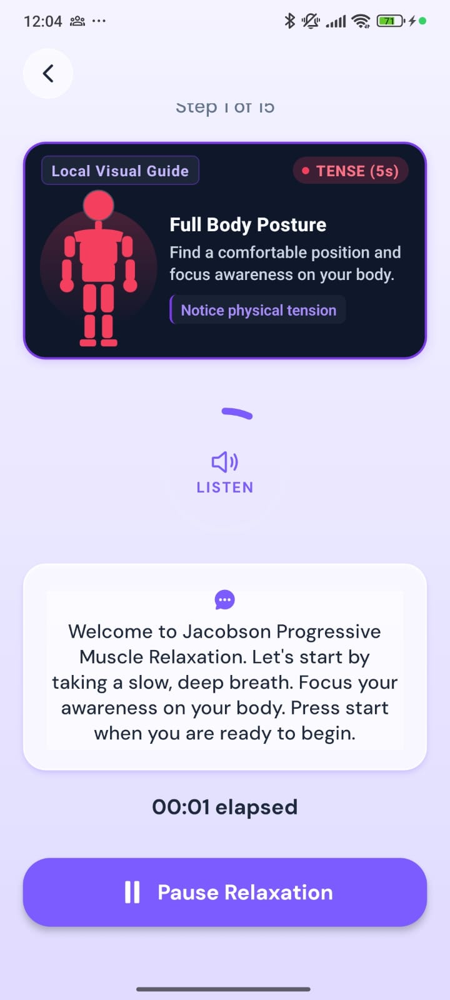 12:04
71
Step 1 of 15
Local Visual Guide
TENSE (5s)
Full Body Posture
Find a comfortable position and
focus awareness on your body.
Notice physical tension
LISTEN
Welcome to Jacobson Progressive
Muscle Relaxation. Let's start by
taking a slow, deep breath. Focus your
awareness on your body. Press start
when you are ready to begin.
00:01 elapsed
Pause Relaxation